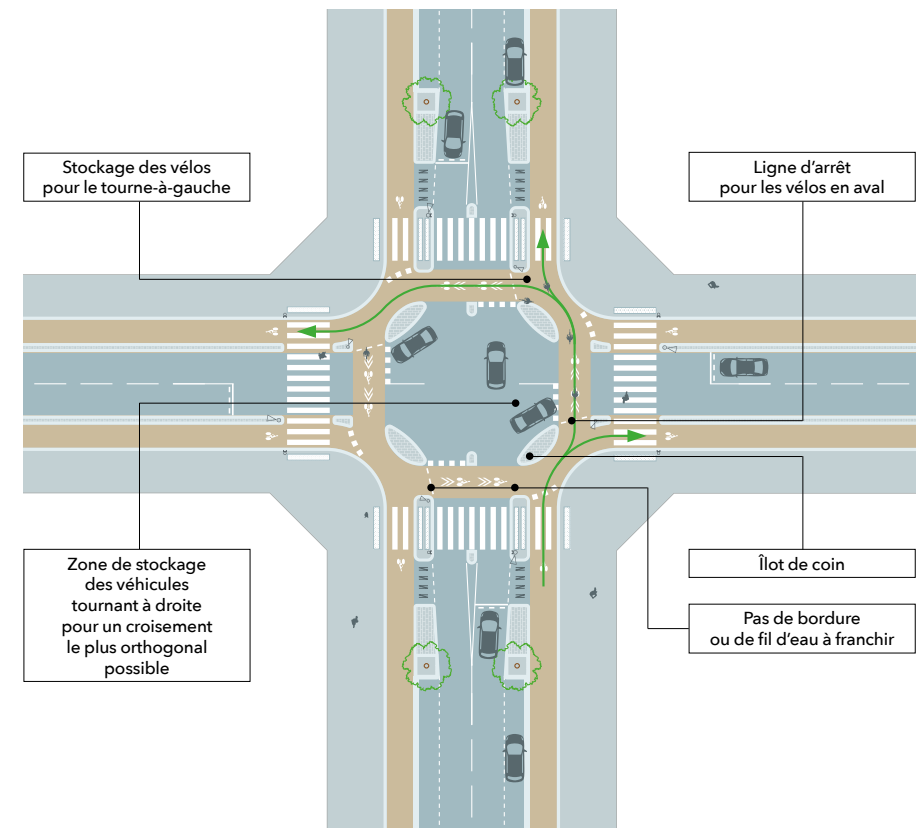 Stockage des vélos
pour le tourne-à-gauche
Ligne d’arrêt
pour les vélos en aval
Zone de stockage
des véhicules
tournant à droite
pour un croisement
le plus orthogonal
possible
Îlot de coin
Pas de bordure
ou de fil d’eau à franchir